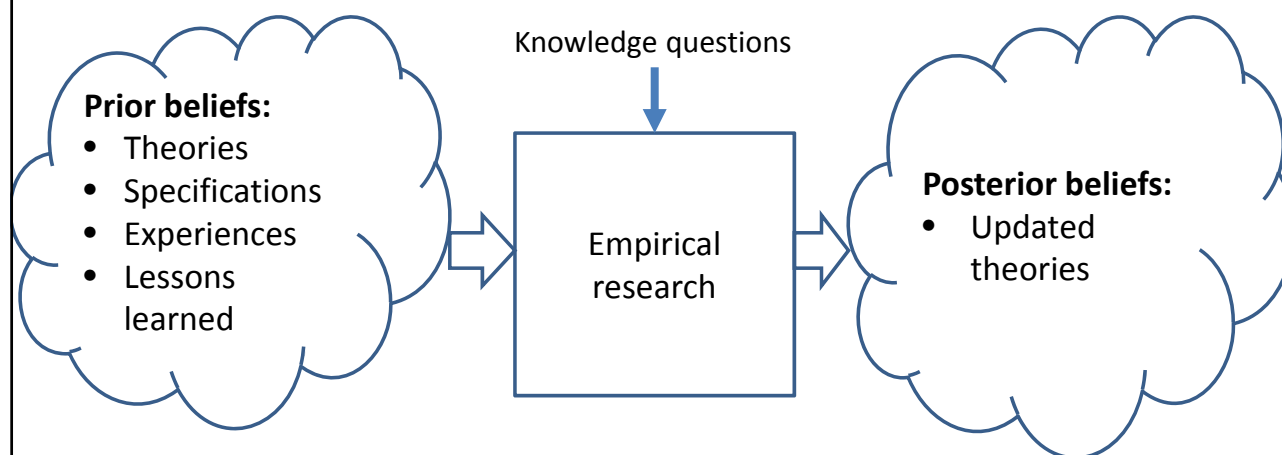 Knowledge questions
Prior beliefs:
• Theories
• Specifications
• Experiences
• Lessons
learned
Empirical
research
Posterior beliefs:
• Updated
theories